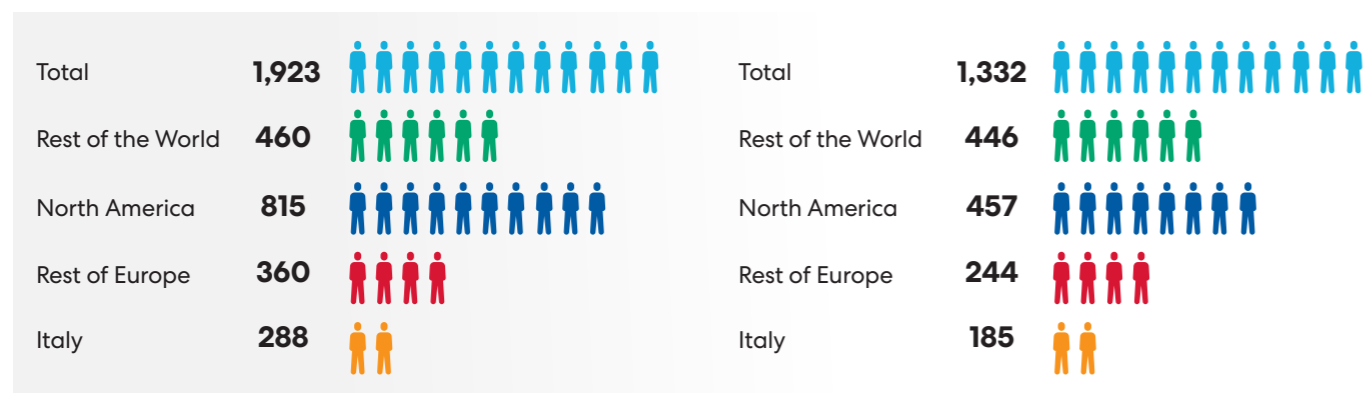 Total 1,923
Rest of the World 460
North America 815
Rest of Europe 360
Italy 288
Total 1,332
Rest of the World 446
North America 457
Rest of Europe 244
Italy 185